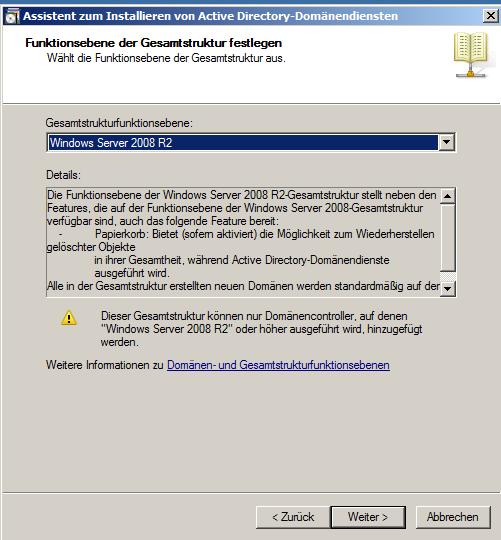 Assistent zum Installieren von Active Directory-Domänendiensten
Funktionsebene der Gesamtstruktur festlegen
Wählt die Funktionsebene der Gesamtstruktur aus.
Gesamtstrukturfunktionsebene:
Windows Server 2008 R2
Details:
Die Funktionsebene der Windows Server 2008 R2-Gesamtstruktur stellt neben den
Features, die auf der Funktionsebene der Windows Server 2008-Gesamtstruktur
verfügbar sind, auch das folgende Feature bereit:
- Papierkorb: Bietet (sofern aktiviert) die Möglichkeit zum Wiederherstellen
gelöschter Objekte
in ihrer Gesamtheit, während Active Directory-Domänendienste
ausgeführt wird.
Alle in der Gesamtstruktur erstellten neuen Domänen werden standardmäßig auf der
Dieser Gesamtstruktur können nur Domänencontroller, auf denen
"Windows Server 2008 R2" oder höher ausgeführt wird, hinzugefügt
werden.
Weitere Informationen zu Domänen- und Gesamtstrukturfunktionsebenen
< Zurück Weiter > Abbrechen